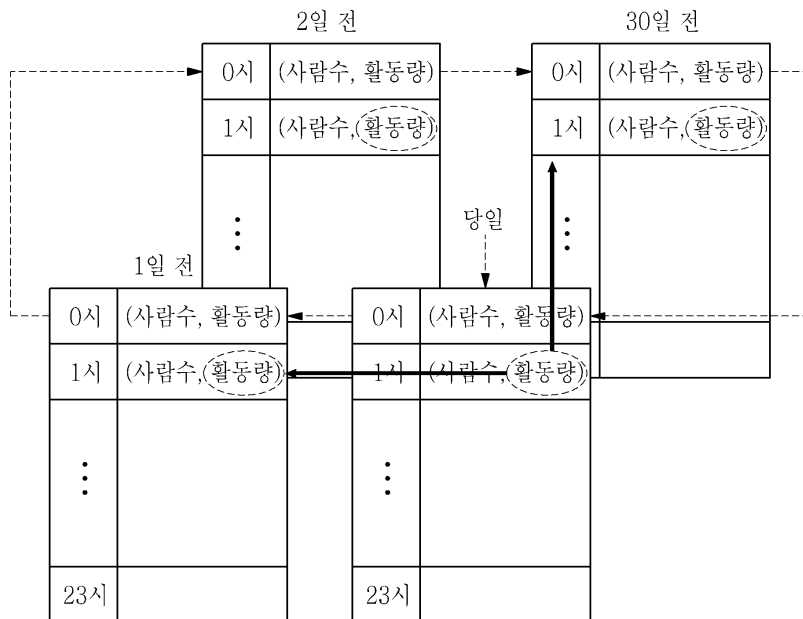 2일 전
0시 (사람수, 활동량)
1시 (사람수, 활동량)
30일 전
0시 (사람수, 활동량)
1시 (사람수, 활동량)
1일 전
0시 (사람수, 활동량)
1시 (사람수, 활동량)
23시
당일
0시 (사람수, 활동량)
1시 (사람수, 활동량)
23시